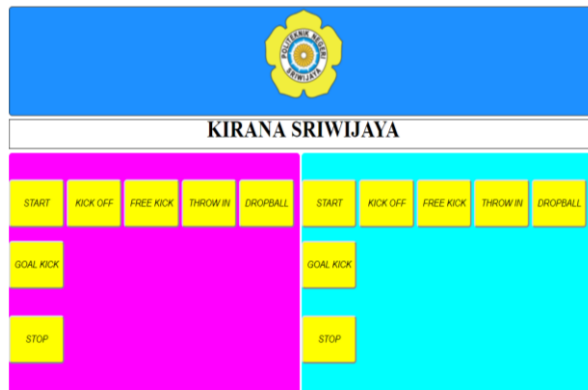 POLITEKNIK NEGERI
SRIWIJAYA
KIRANA SRIWIJAYA
START KICK OFF FREE KICK THROW IN DROPBALL START KICK OFF FREE KICK THROW IN DROPBALL
GOAL KICK GOAL KICK
STOP STOP